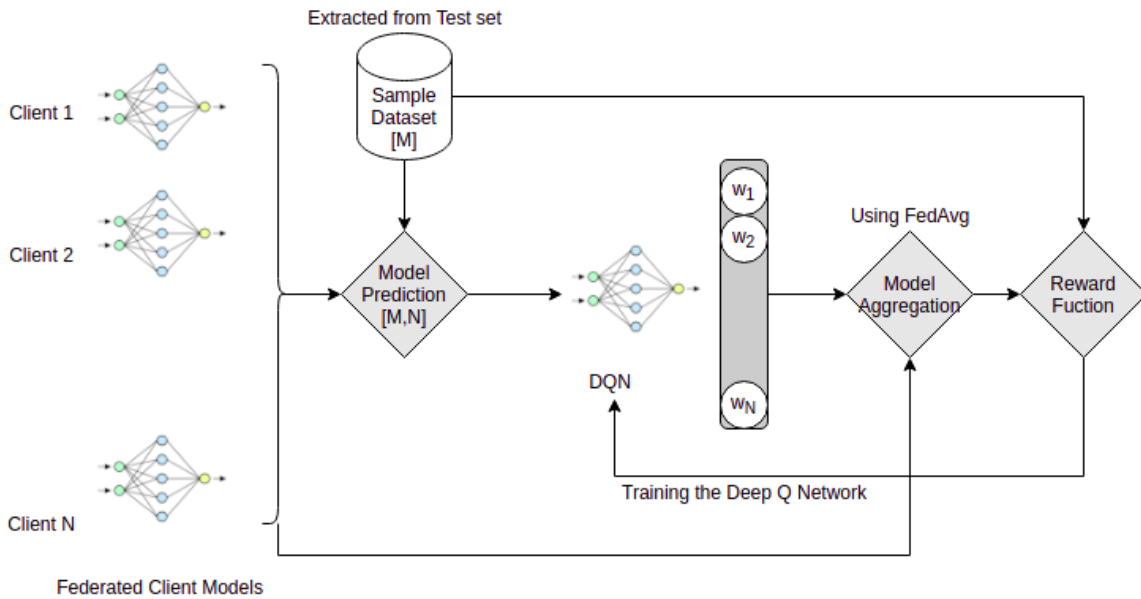 Extracted from Test set
Sample
Dataset
[M]
Client 1
Client 2
Client N
Federated Client Models
Model
Prediction
[M,N]
DQN
w1
w2
wN
Using FedAvg
Model
Aggregation
Reward
Fuction
Training the Deep Q Network